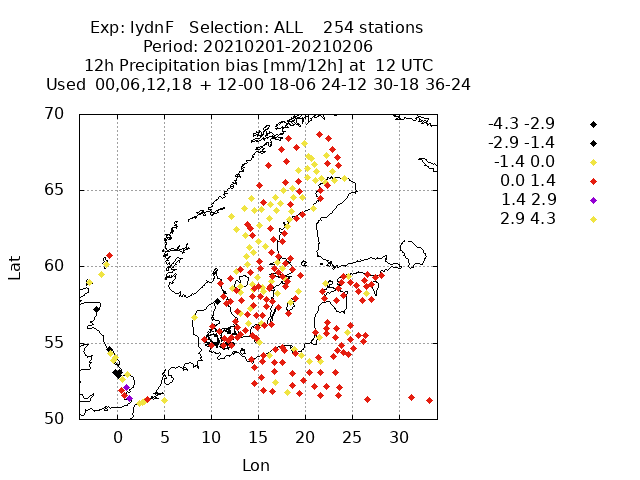 Exp: IydnF   Selection: ALL    254 stations
Period: 20210201-20210206
12h Precipitation bias [mm/12h] at  12 UTC
Used  00,06,12,18  + 12-00 18-06 24-12 30-18 36-24
-4.3 -2.9
-2.9 -1.4
-1.4 0.0
0.0 1.4
1.4 2.9
2.9 4.3
70
65
60
55
50
Lat
0 5 10 15 20 25 30
Lon